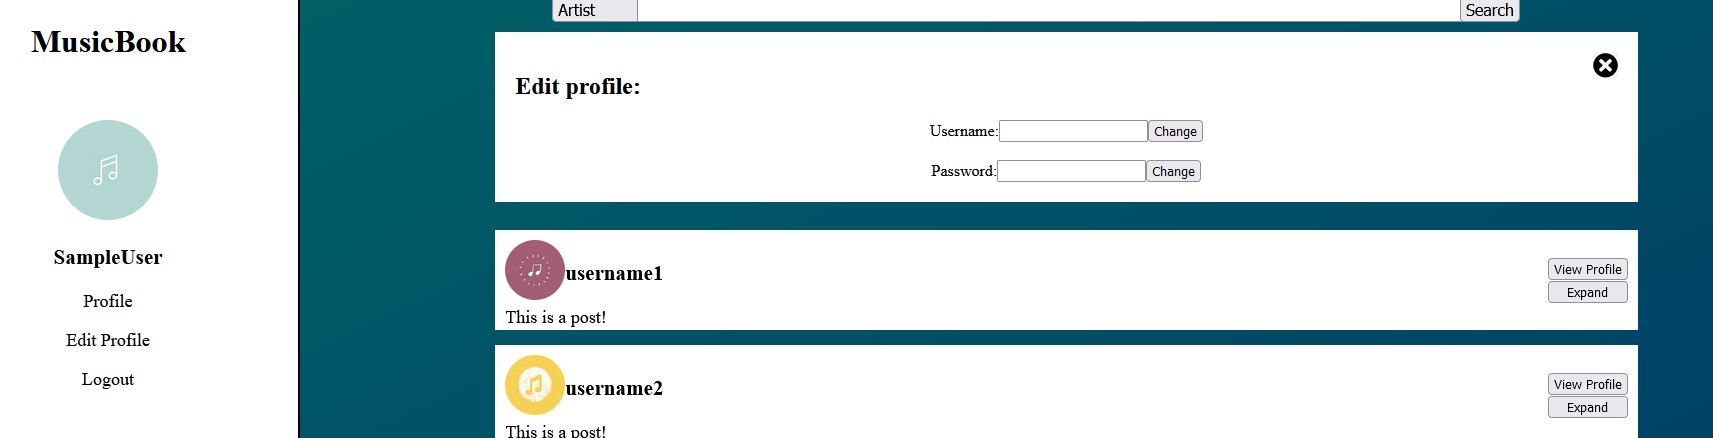 MusicBook
SampleUser
Profile
Edit Profile
Logout
Artist Search
Edit profile:
Username: Change
Password: Change
username1
View Profile
Expand
This is a post!
username2
View Profile
Expand
This is a post!